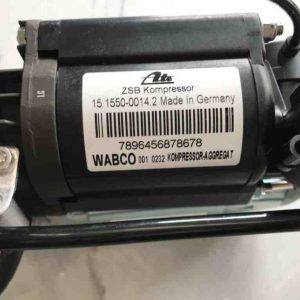 Ate
ZSB Kompressor
15 1550-0014.2 Made in Germany
7896456878678
WABCO 001 0232 KOMPRESSOR-AGGREGAT